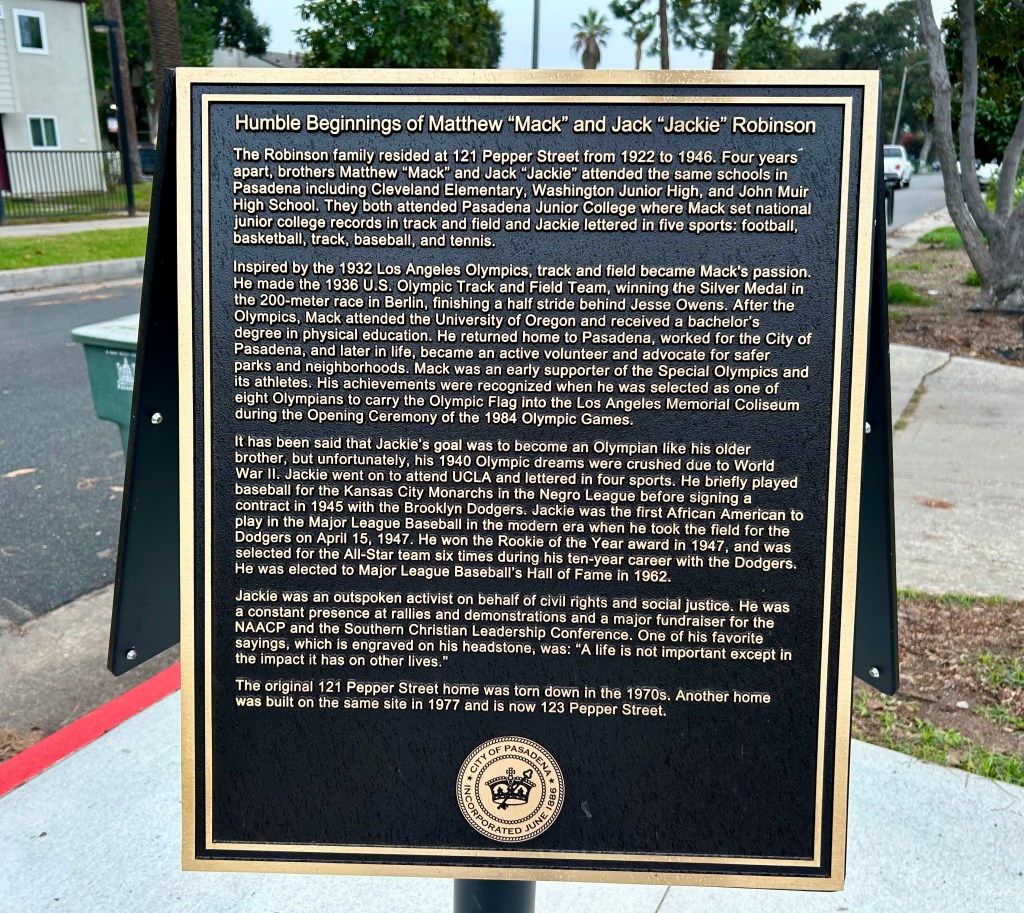 Humble Beginnings of Matthew “Mack” and Jack “Jackie” Robinson
The Robinson family resided at 121 Pepper Street from 1922 to 1946. Four years
apart, brothers Matthew “Mack” and Jack “Jackie” attended the same schools in
Pasadena including Cleveland Elementary, Washington Junior High, and John Muir
High School. They both attended Pasadena Junior College where Mack set national
junior college records in track and field and Jackie lettered in five sports: football,
basketball, track, baseball, and tennis.
Inspired by the 1932 Los Angeles Olympics, track and field became Mack's passion.
He made the 1936 U.S. Olympic Track and Field Team, winning the Silver Medal in
the 200-meter race in Berlin, finishing a half stride behind Jesse Owens. After the
Olympics, Mack attended the University of Oregon and received a bachelor’s
degree in physical education. He returned home to Pasadena, worked for the City of
Pasadena, and later in life, became an active volunteer and advocate for safer
parks and neighborhoods. Mack was an early supporter of the Special Olympics and
its athletes. His achievements were recognized when he was selected as one of
eight Olympians to carry the Olympic Flag into the Los Angeles Memorial Coliseum
during the Opening Ceremony of the 1984 Olympic Games.
It has been said that Jackie’s goal was to become an Olympian like his older
brother, but unfortunately, his 1940 Olympic dreams were crushed due to World
War II. Jackie went on to attend UCLA and lettered in four sports. He briefly played
baseball for the Kansas City Monarchs in the Negro League before signing a
contract in 1945 with the Brooklyn Dodgers. Jackie was the first African American to
play in the Major League Baseball in the modern era when he took the field for the
Dodgers on April 15, 1947. He won the Rookie of the Year award in 1947, and was
selected for the All-Star team six times during his ten-year career with the Dodgers.
He was elected to Major League Baseball’s Hall of Fame in 1962.
Jackie was an outspoken activist on behalf of civil rights and social justice. He was
a constant presence at rallies and demonstrations and a major fundraiser for the
NAACP and the Southern Christian Leadership Conference. One of his favorite
sayings, which is engraved on his headstone, was: “A life is not important except in
the impact it has on other lives.”
The original 121 Pepper Street home was torn down in the 1970s. Another home
was built on the same site in 1977 and is now 123 Pepper Street.
CITY OF PASADENA
INCORPORATED JUNE 1886